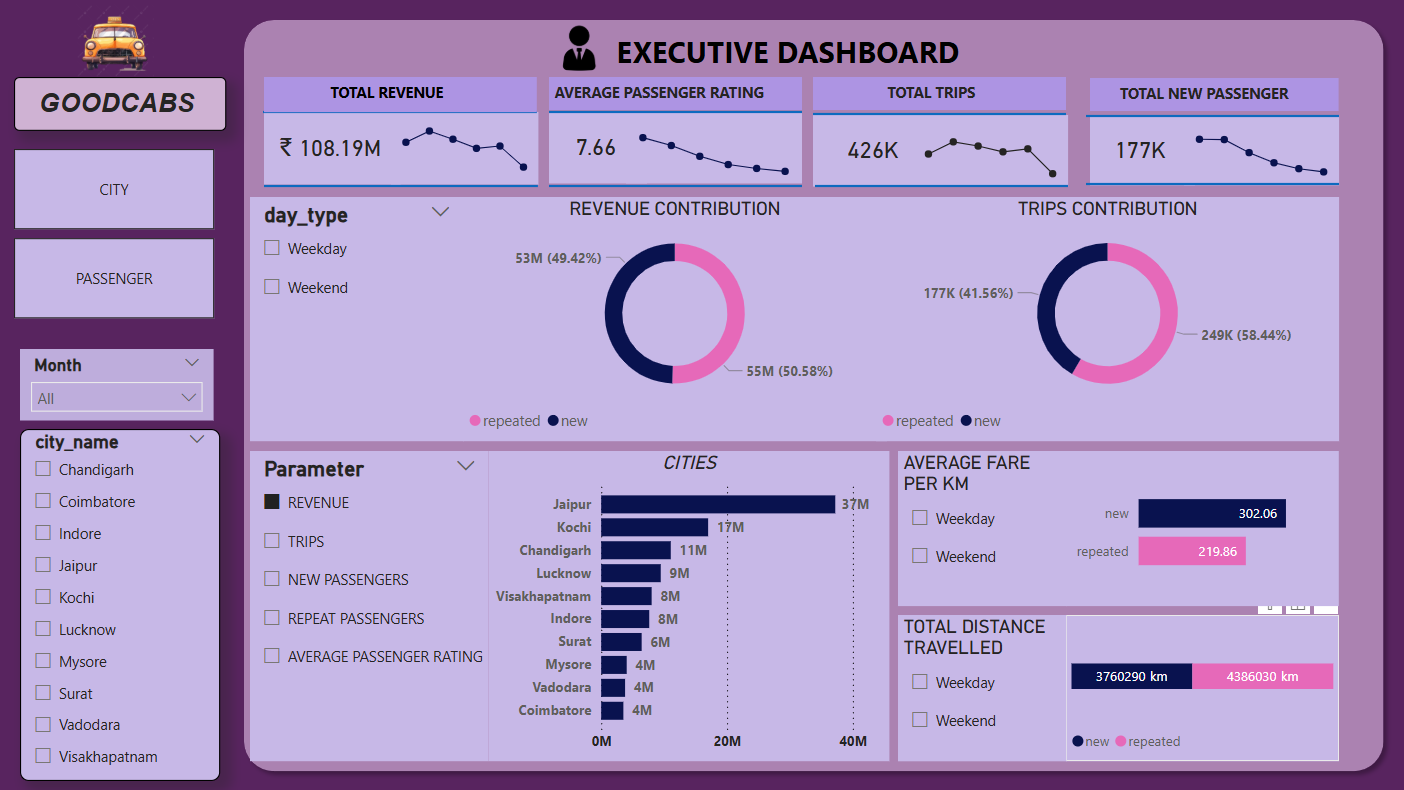 GOODCABS
CITY
PASSENGER
Month
All
city_name
Chandigarh
Coimbatore
Indore
Jaipur
Kochi
Lucknow
Mysore
Surat
Vadodara
Visakhapatnam
EXECUTIVE DASHBOARD
TOTAL REVENUE
₹ 108.19M
AVERAGE PASSENGER RATING
7.66
TOTAL TRIPS
426K
TOTAL NEW PASSENGER
177K
day_type
Weekday
Weekend
REVENUE CONTRIBUTION
53M (49.42%)
55M (50.58%)
repeated new
TRIPS CONTRIBUTION
177K (41.56%)
249K (58.44%)
repeated new
Parameter
REVENUE
TRIPS
NEW PASSENGERS
REPEAT PASSENGERS
AVERAGE PASSENGER RATING
CITIES
Jaipur 37M
Kochi 17M
Chandigarh 11M
Lucknow 9M
Visakhapatnam 8M
Indore 8M
Surat 6M
Mysore 4M
Vadodara 4M
Coimbatore 4M
0M 20M 40M
AVERAGE FARE
PER KM
Weekday
Weekend
new 302.06
repeated 219.86
TOTAL DISTANCE
TRAVELLED
Weekday
Weekend
3760290 km 4386030 km
new repeated